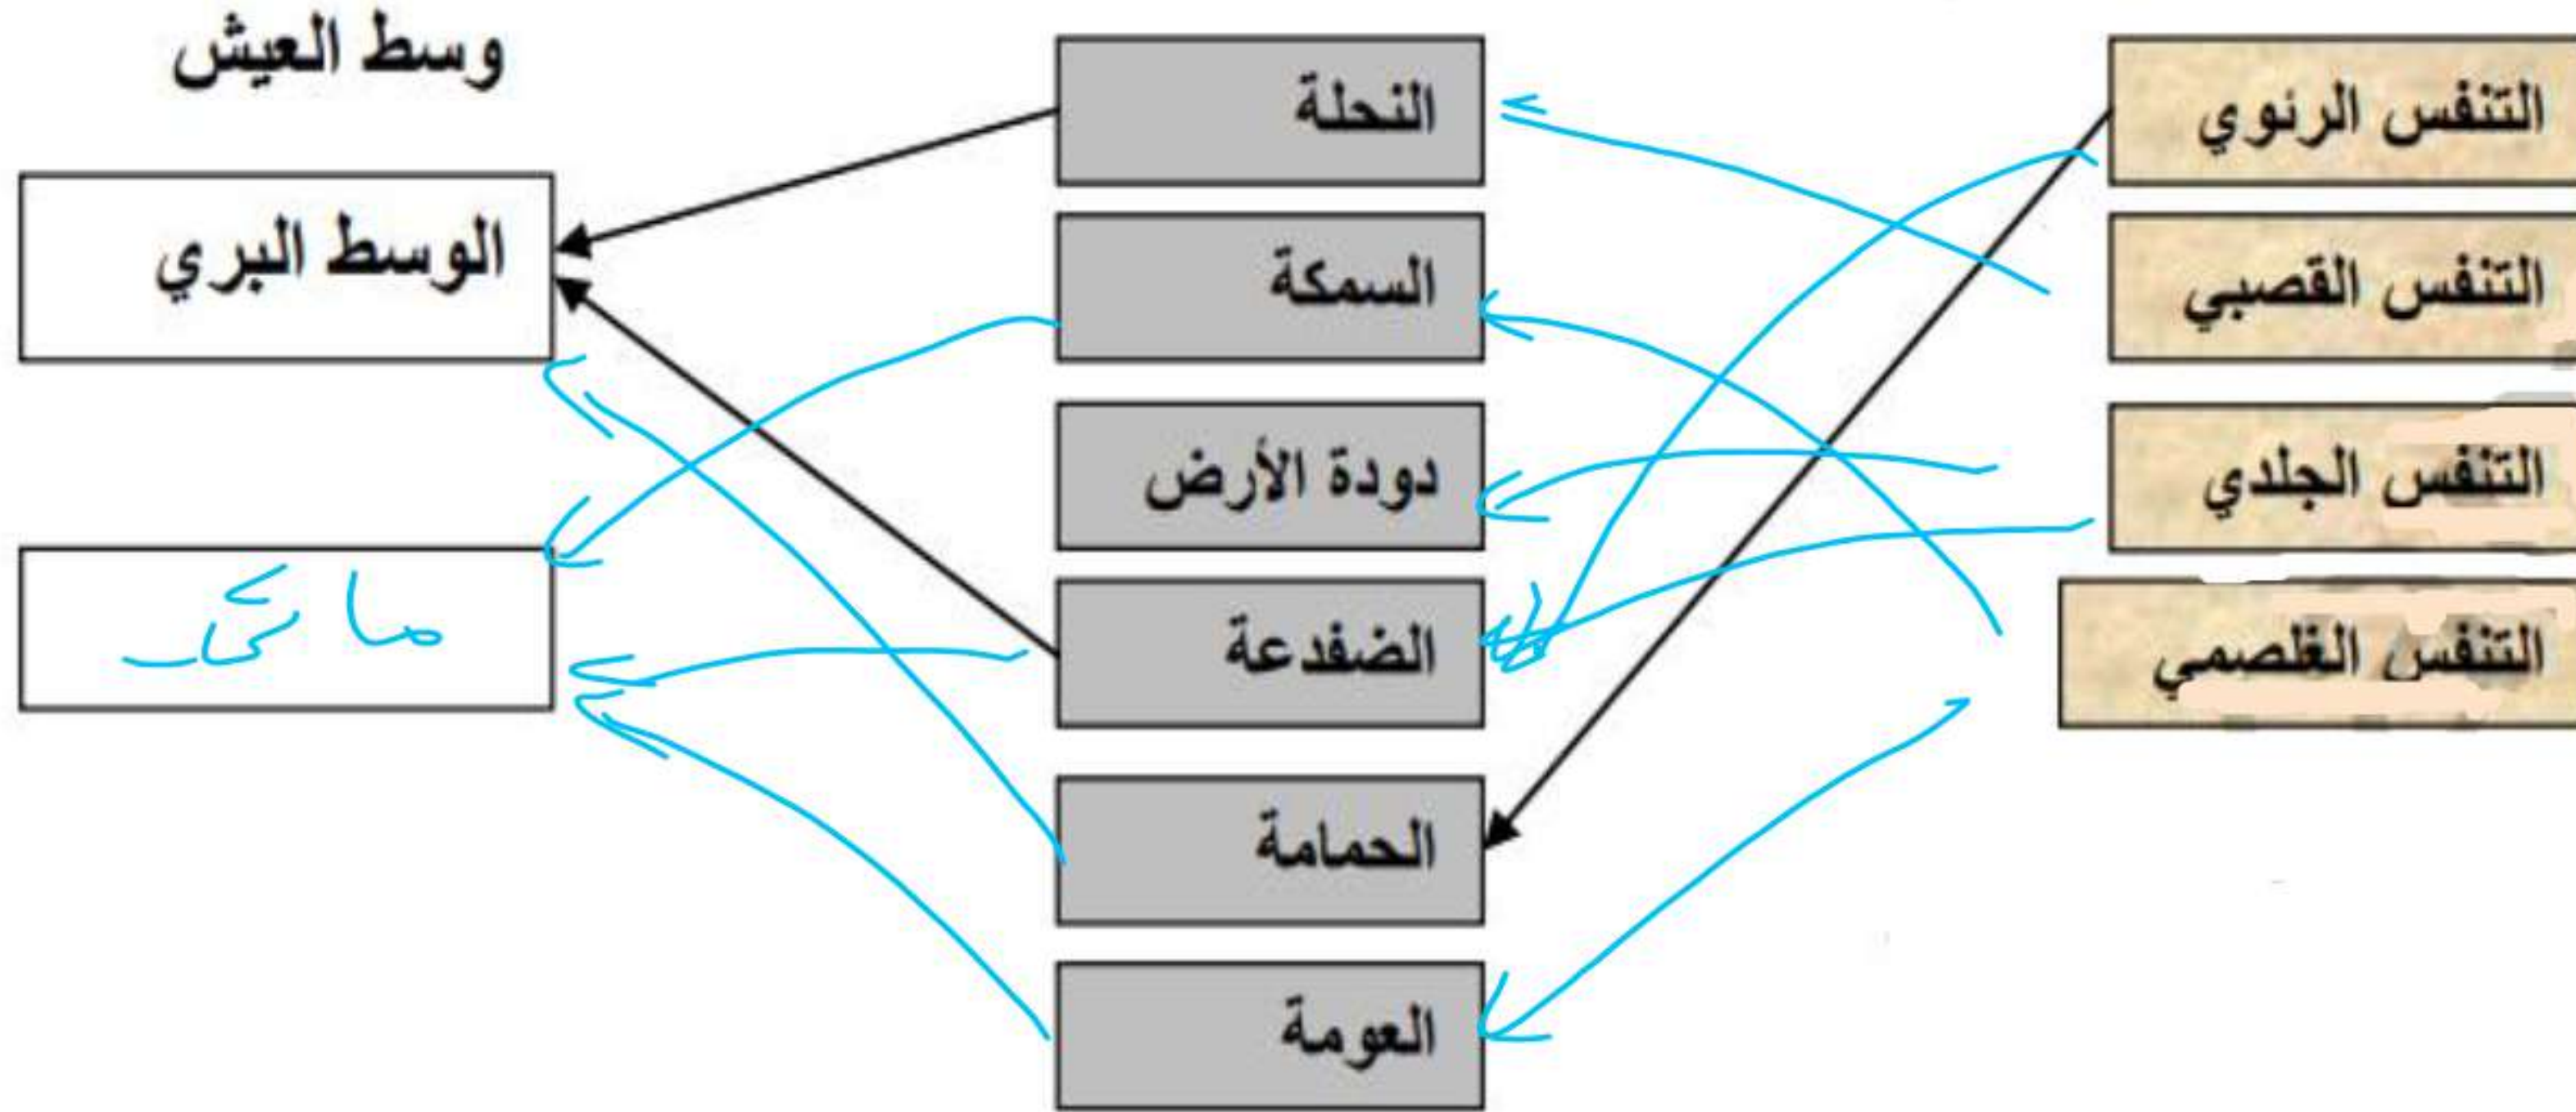 وسط العيش
التنفس الرئوي
التنفس القصبي
التنفس الجلدي
التنفس الغلصمي
النحلة
السمكة
دودة الأرض
الضفدعة
الحمامة
العومة
الوسط البري
مائي